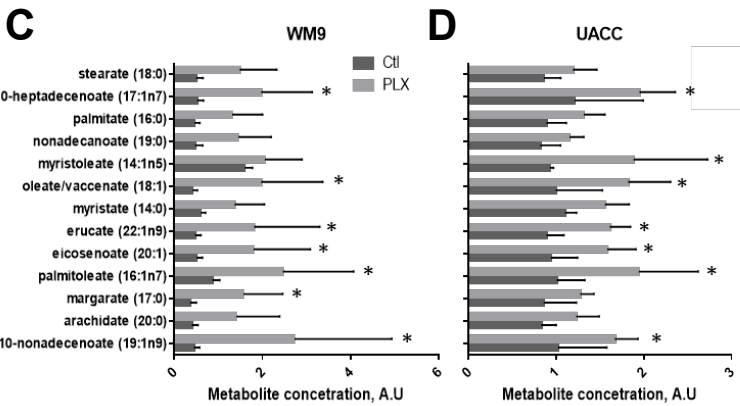 C
WM9
Ctl
PLX
stearate (18:0)
0-heptadecenoate (17:1n7)
*
palmitate (16:0)
nonadecanoate (19:0)
myristoleate (14:1n5)
oleate/vaccenate (18:1)
*
myristate (14:0)
erucate (22:1n9)
*
eicosenoate (20:1)
*
palmitoleate (16:1n7)
*
margarate (17:0)
*
arachidate (20:0)
10-nonadecenoate (19:1n9)
*
0
2
4
6
Metabolite concetration, A.U
D
UACC
*
*
*
*
*
*
*
0
1
2
3
Metabolite concetration, A.U